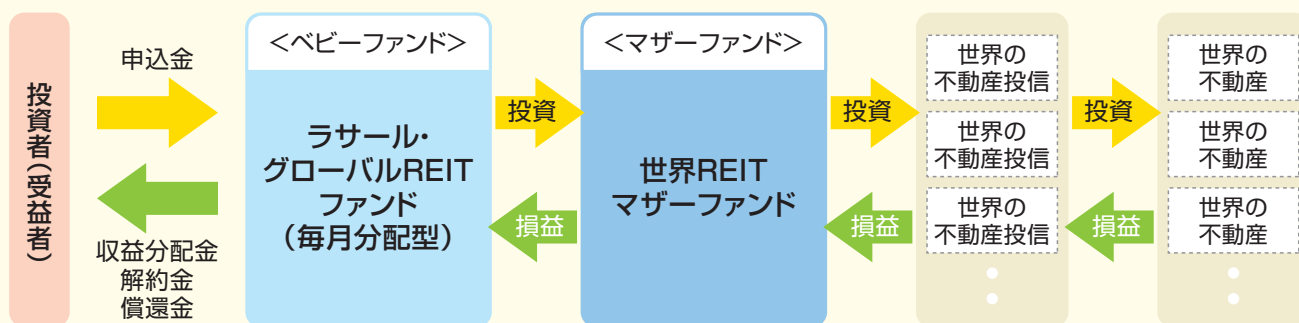 投資者(受益者)
申込金
収益分配金
解約金
償還金
<ベビーファンド>
ラサール・
グローバルREIT
ファンド
(毎月分配型)
投資
損益
<マザーファンド>
世界REIT
マザーファンド
投資
損益
世界の
不動産投信
世界の
不動産投信
世界の
不動産投信
投資
損益
世界の
不動産
世界の
不動産
世界の
不動産